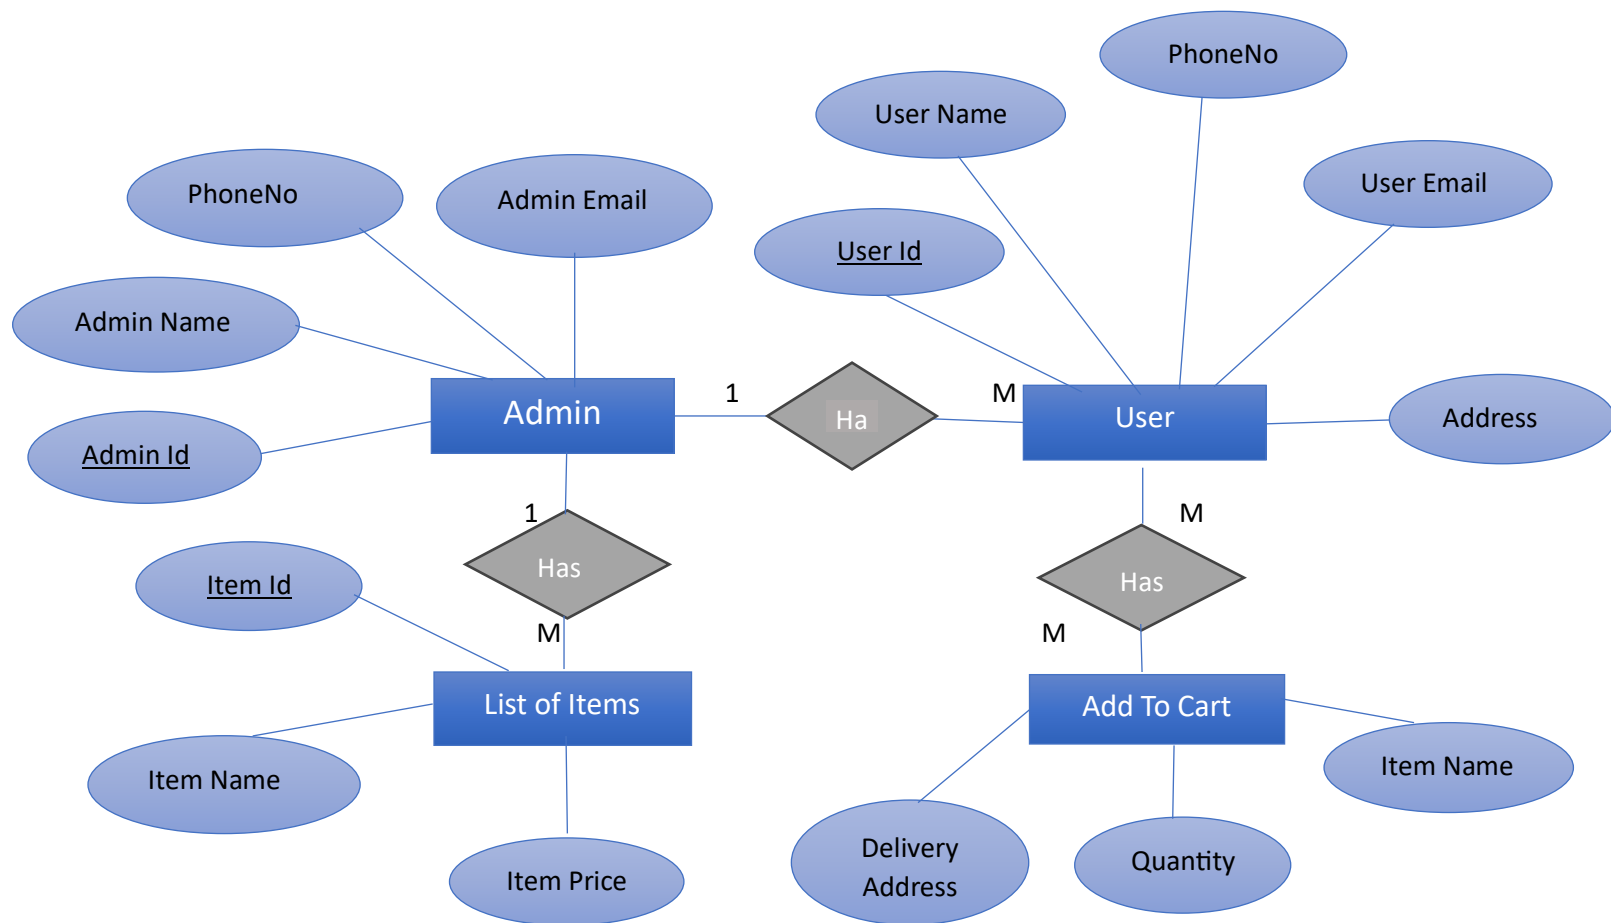 PhoneNo
User Name
User Email
PhoneNo
Admin Email
User Id
Admin Name
Admin

1
Ha
M
User
Address
Admin Id
1
Has
M
M
Has
M
Item Id
List of Items
Add To Cart
Item Name
Item Name
Item Price
Delivery
Address
Quantity